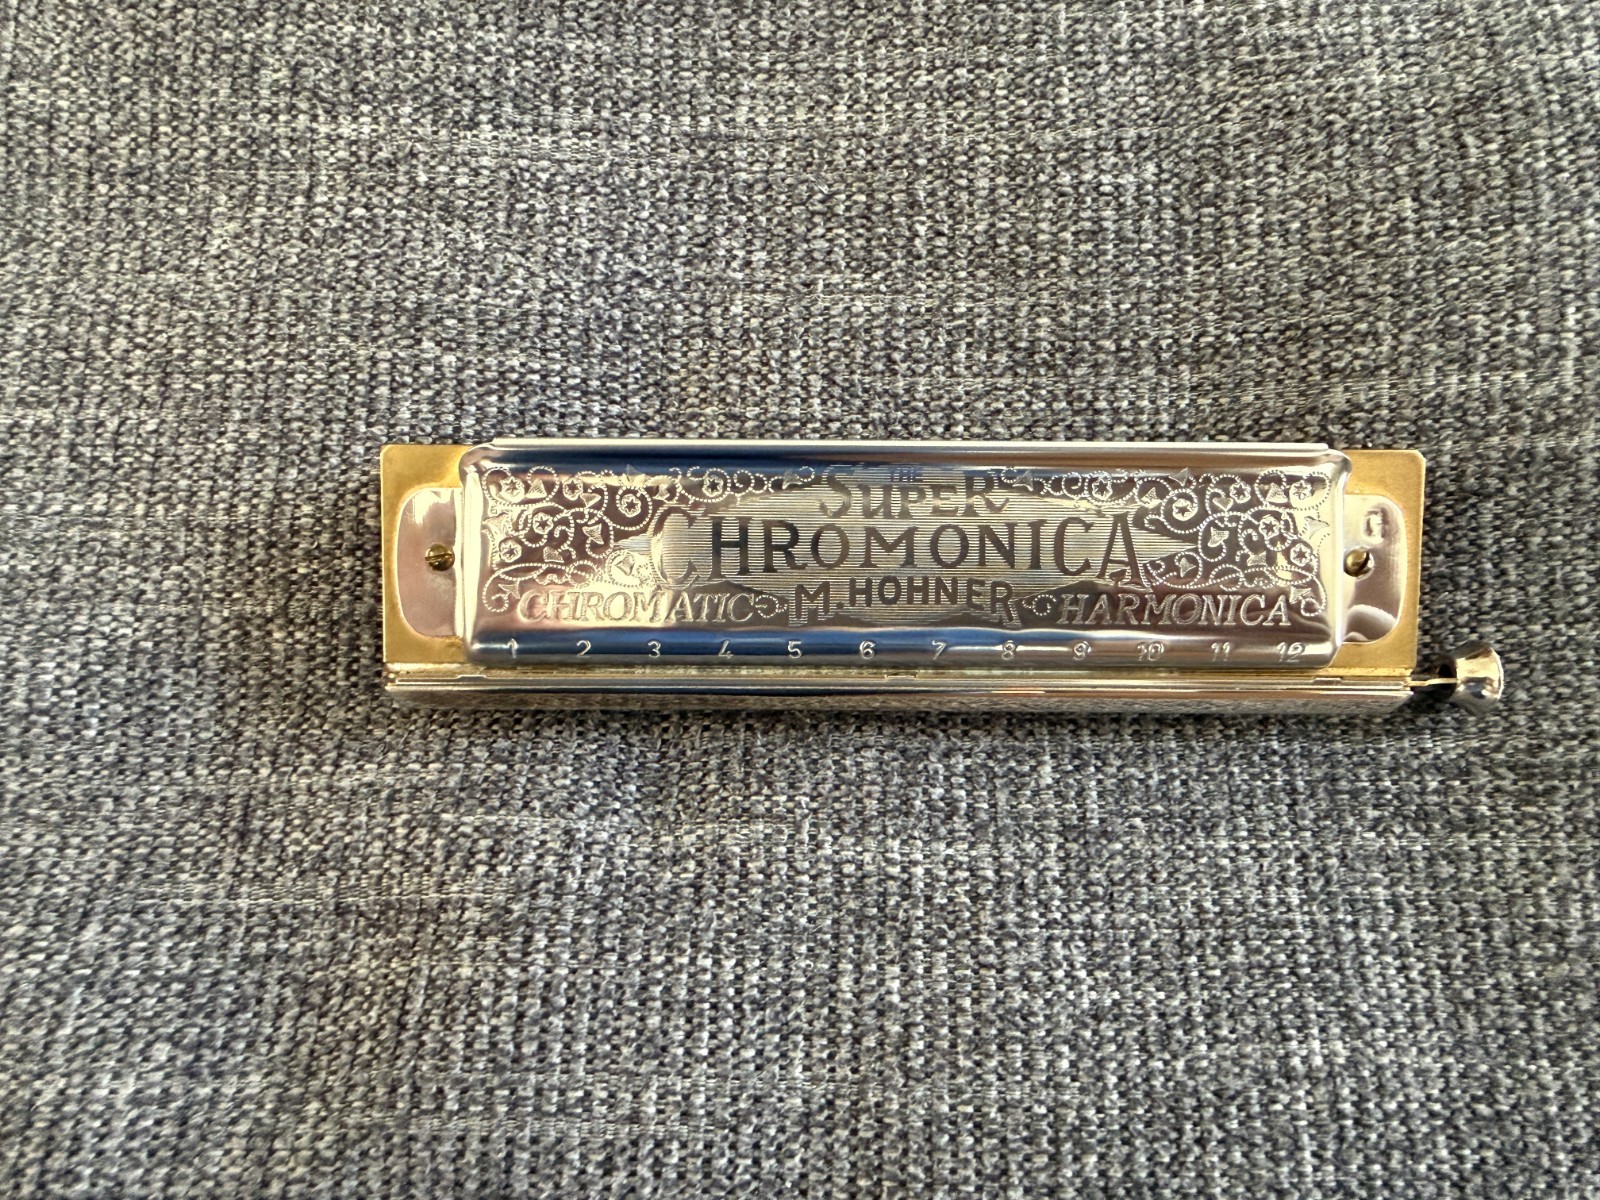 THE
SUPER
CHROMONICA
CHROMATIC M. HOHNER HARMONICA
1 2 3 4 5 6 7 8 9 10 11 12